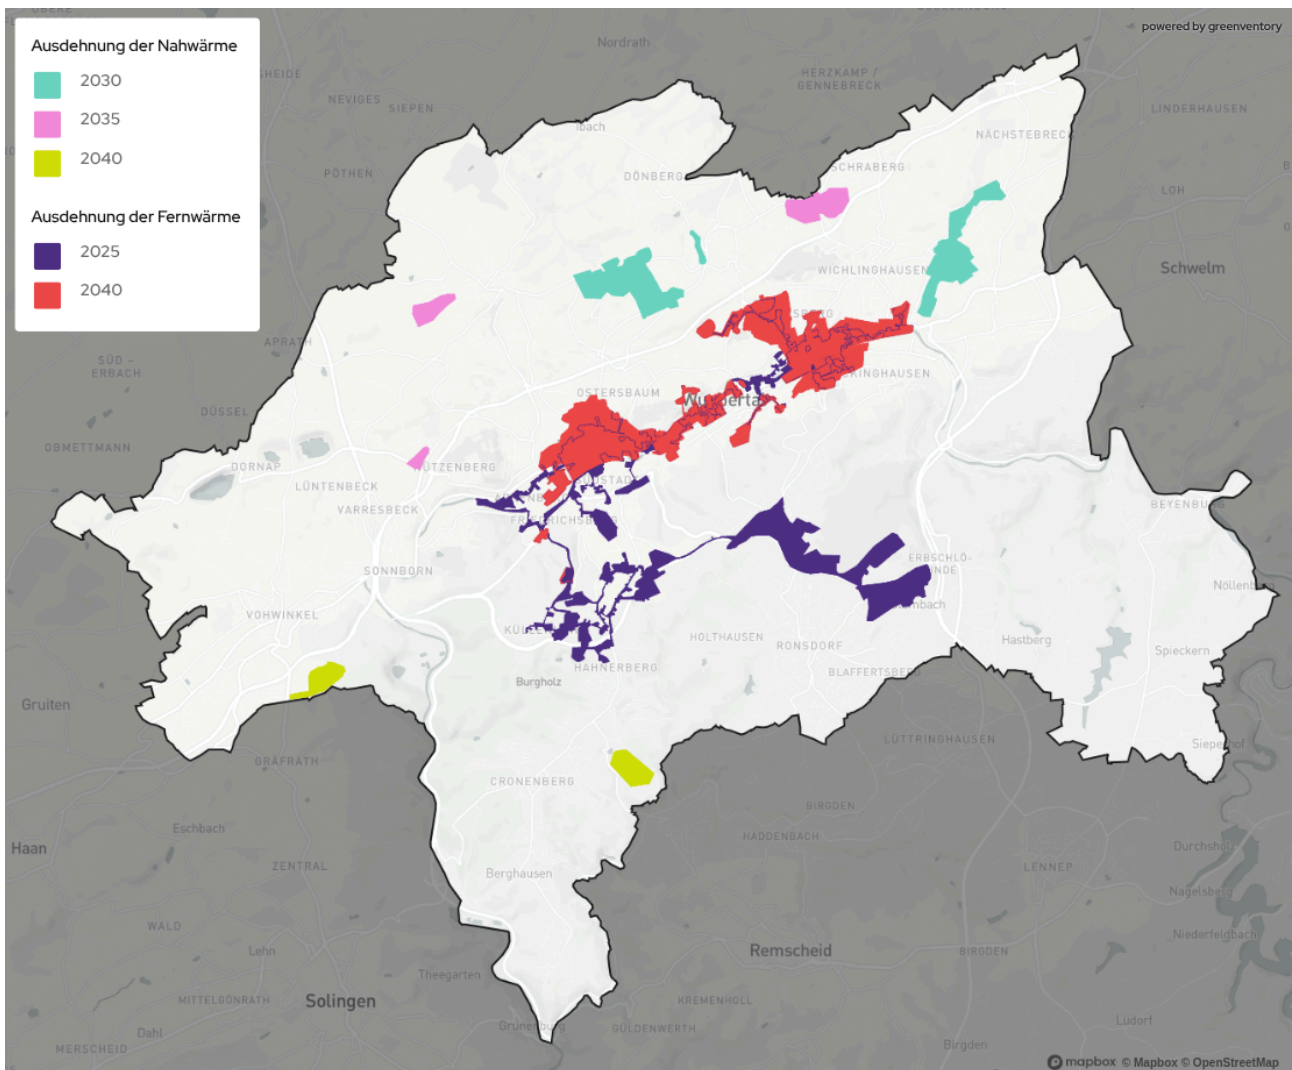 powered by greenventory
Ausdehnung der Nahwärme
2030
2035
2040
Ausdehnung der Fernwärme
2025
2040
Nordrath
HERZKAMP /
GENNEBRECK
NEVIGES
SIEPEN
LINDERHAUSEN
NÄCHSTEBRECK
PÖTHEN
DÖNBERG
SCHRABERG
LOH
WICHLINGHAUSEN
Schwelm
APRATH
SÜD –
ERBACH
OSTERSBAUM
DÜSSEL
OBMETTMANN
DORNAP
LÜNTENBECK
VARRESBECK
BEYENBURG
SONNBORN
ERBSCHLÖ-
Nöllenberg
VOHWINKEL
HOLTHAUSEN
RONSDORF
Hastberg
Spieckern
HAHNERBERG
BLAFFERTSBERG
Burgholz
Gruiten
LÜTTRINGHAUSEN
GRÄFRATH
CRONENBERG
BIRGDEN
Eschbach
HADDENBACH
Haan
ZENTRAL
Berghausen
LENNEP
Durchsholz
Nagelsberg
WALD
Niederfeldbach
Lehn
Remscheid
BIRGDEN
Theegarten
MITTELGÖNRATH
Solingen
KREMENHOLL
Grünenburg
GÜLDENWERTH
Lüdorf
Dahl
MERSCHEID
Birgden
mapbox © Mapbox © OpenStreetMap